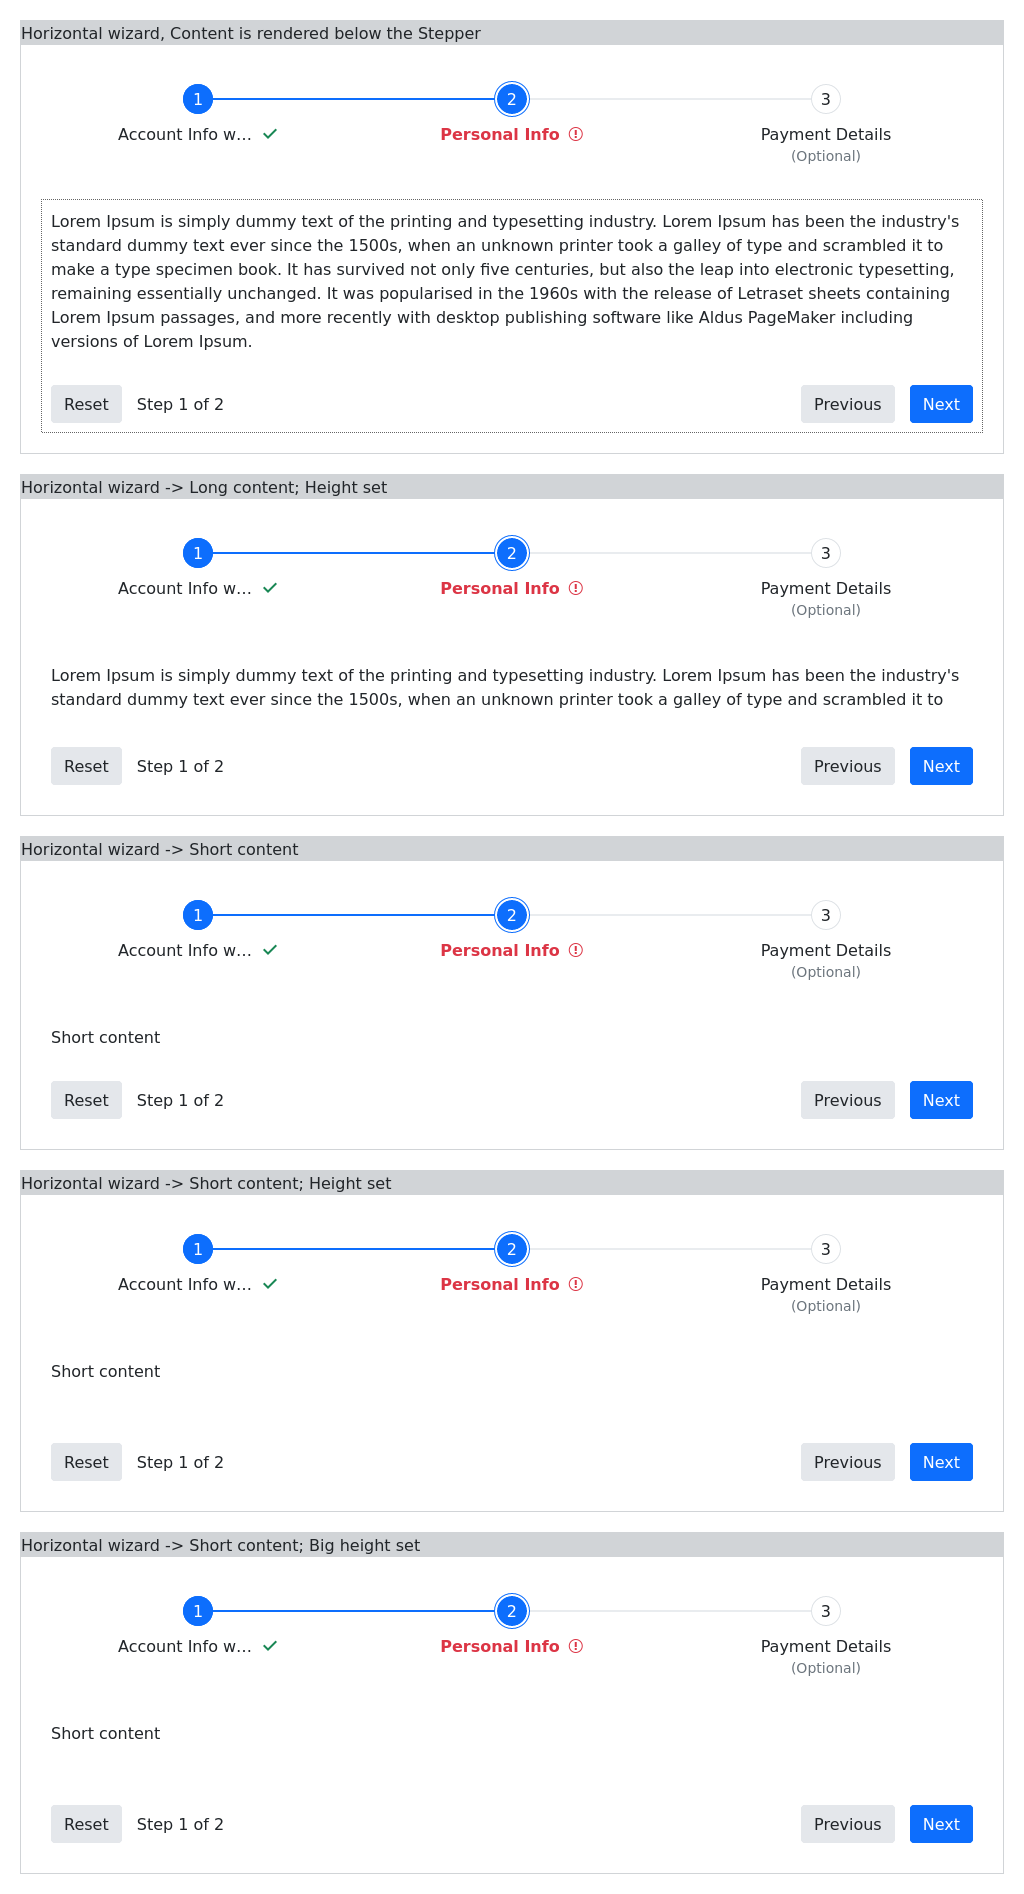 Horizontal wizard, Content is rendered below the Stepper
1 2 3
Account Info w... Personal Info Payment Details
(Optional)
Lorem Ipsum is simply dummy text of the printing and typesetting industry. Lorem Ipsum has been the industry's
standard dummy text ever since the 1500s, when an unknown printer took a galley of type and scrambled it to
make a type specimen book. It has survived not only five centuries, but also the leap into electronic typesetting,
remaining essentially unchanged. It was popularised in the 1960s with the release of Letraset sheets containing
Lorem Ipsum passages, and more recently with desktop publishing software like Aldus PageMaker including
versions of Lorem Ipsum.
Reset Step 1 of 2 Previous Next
Horizontal wizard -> Long content; Height set
1 2 3
Account Info w... Personal Info Payment Details
(Optional)
Lorem Ipsum is simply dummy text of the printing and typesetting industry. Lorem Ipsum has been the industry's
standard dummy text ever since the 1500s, when an unknown printer took a galley of type and scrambled it to
Reset Step 1 of 2 Previous Next
Horizontal wizard -> Short content
1 2 3
Account Info w... Personal Info Payment Details
(Optional)
Short content
Reset Step 1 of 2 Previous Next
Horizontal wizard -> Short content; Height set
1 2 3
Account Info w... Personal Info Payment Details
(Optional)
Short content
Reset Step 1 of 2 Previous Next
Horizontal wizard -> Short content; Big height set
1 2 3
Account Info w... Personal Info Payment Details
(Optional)
Short content
Reset Step 1 of 2 Previous Next